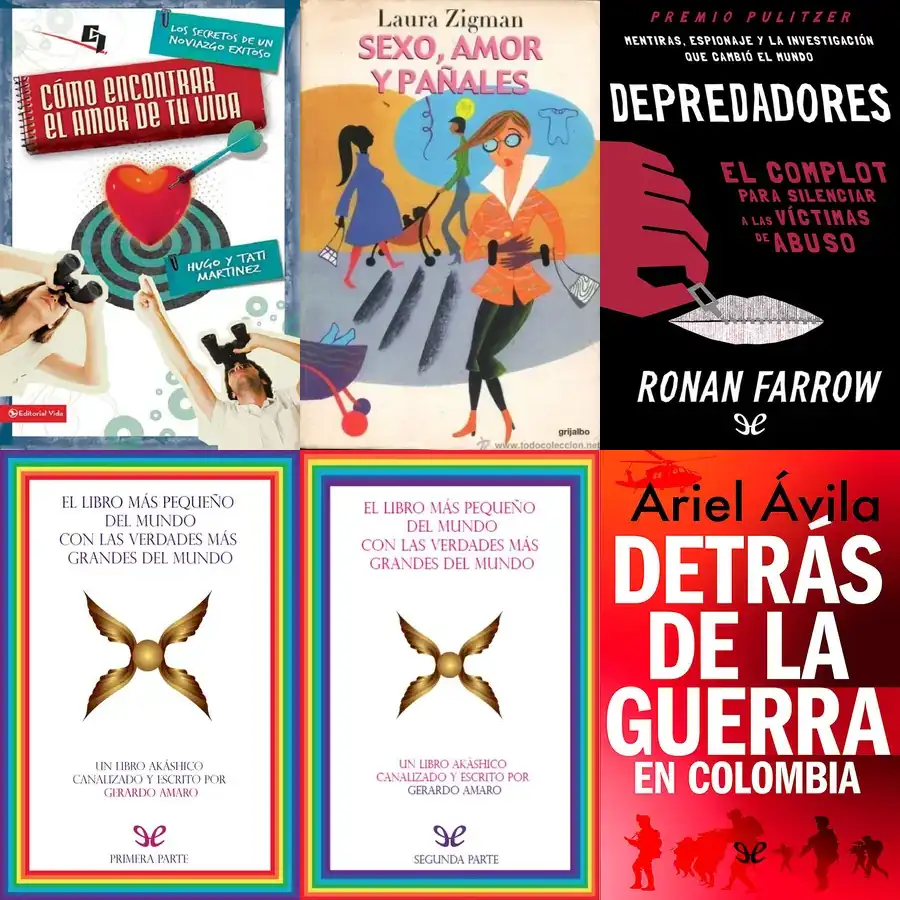 LOS SECRETOS DE UN
NOVIAZGO EXITOSO
CÓMO ENCONTRAR
EL AMOR DE TU VIDA
HUGO Y TATI
MARTINEZ
Editorial Vida
Laura Zigman
SEXO, AMOR
Y PAÑALES
grijalbo
www.todocoleccion.net
PREMIO PULITZER
MENTIRAS, ESPIONAJE Y LA INVESTIGACIÓN
QUE CAMBIÓ EL MUNDO
DEPREDADORES
EL COMPLOT
PARA SILENCIAR
A LAS VÍCTIMAS
DE ABUSO
RONAN FARROW
EL LIBRO MÁS PEQUEÑO
DEL MUNDO
CON LAS VERDADES MÁS
GRANDES DEL MUNDO
UN LIBRO AKÁSHICO
CANALIZADO Y ESCRITO POR
GERARDO AMARO
PRIMERA PARTE
EL LIBRO MÁS PEQUEÑO
DEL MUNDO
CON LAS VERDADES MÁS
GRANDES DEL MUNDO
UN LIBRO AKÁSHICO
CANALIZADO Y ESCRITO POR
GERARDO AMARO
SEGUNDA PARTE
Ariel Ávila
DETRÁS
DE LA
GUERRA
EN COLOMBIA